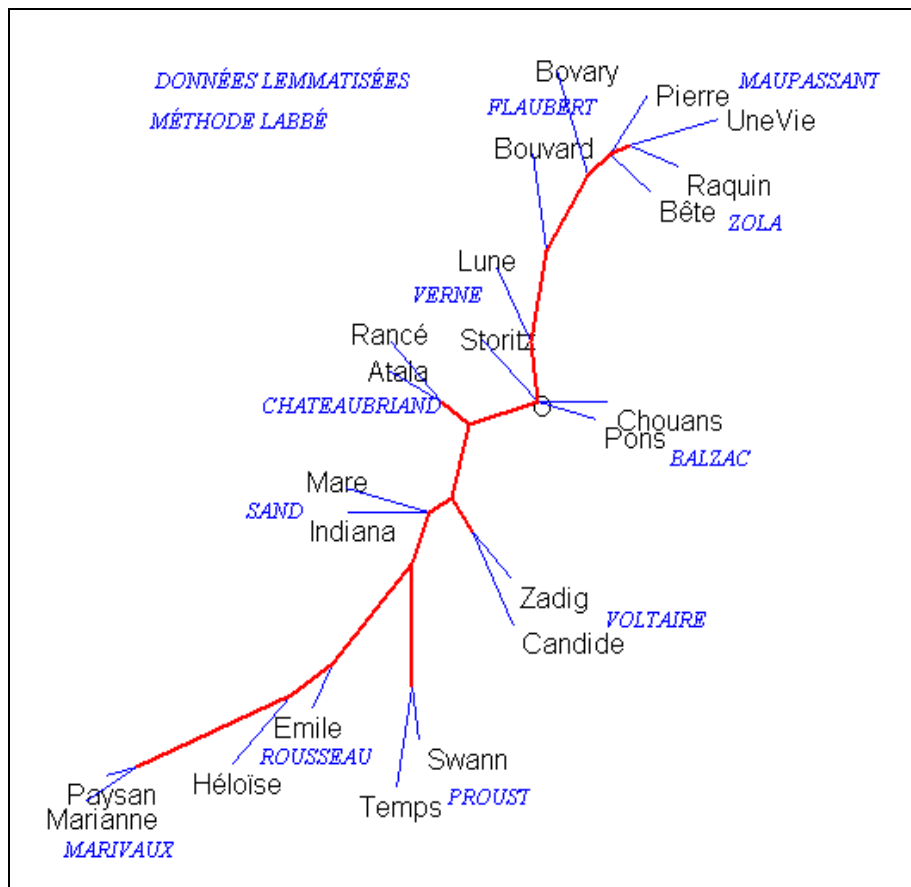 DONNÉES LEMMATISÉES
MÉTHODE LABBÉ
Bovary
MAUPASSANT
FLAUBERT
Pierre
UneVie
Bouvard
Raquin
Bête
ZOLA
Lune
VERNE
Rancé
Storitz
Atala
CHATEAUBRIAND
Chouans
Pons
BALZAC
Mare
SAND
Indiana
Zadig
VOLTAIRE
Candide
Emile
ROUSSEAU
Swann
Héloïse
Paysan
Temps
PROUST
Marianne
MARIVAUX